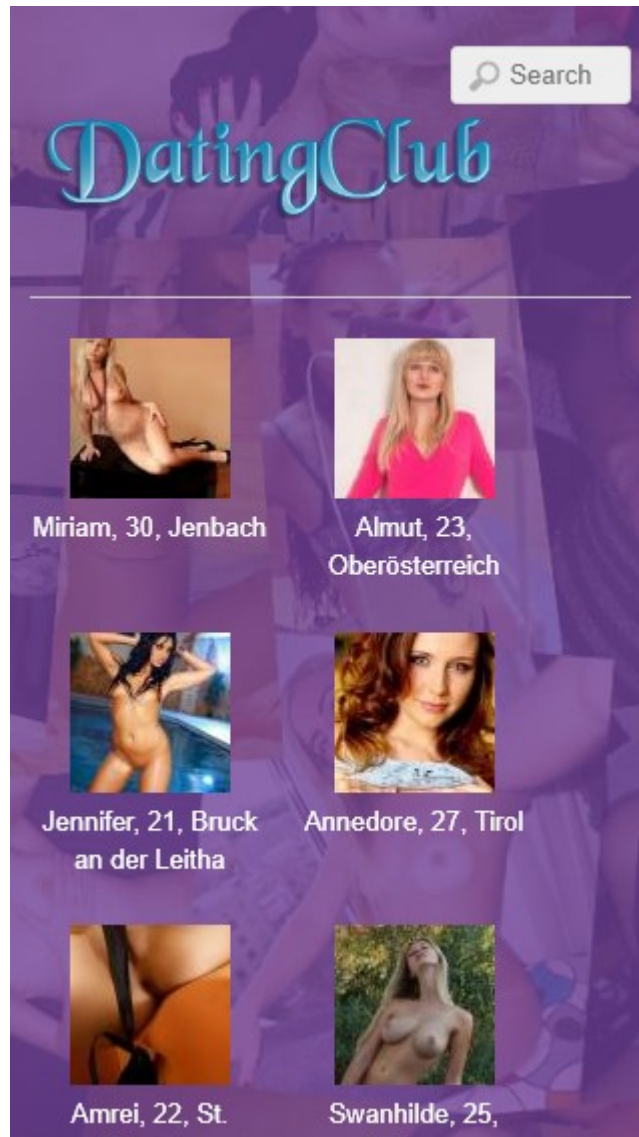 Search
DatingClub
Miriam, 30, Jenbach
Almut, 23,
Oberösterreich
Jennifer, 21, Bruck
an der Leitha
Annedore, 27, Tirol
Amrei, 22, St.
Swanhilde, 25,